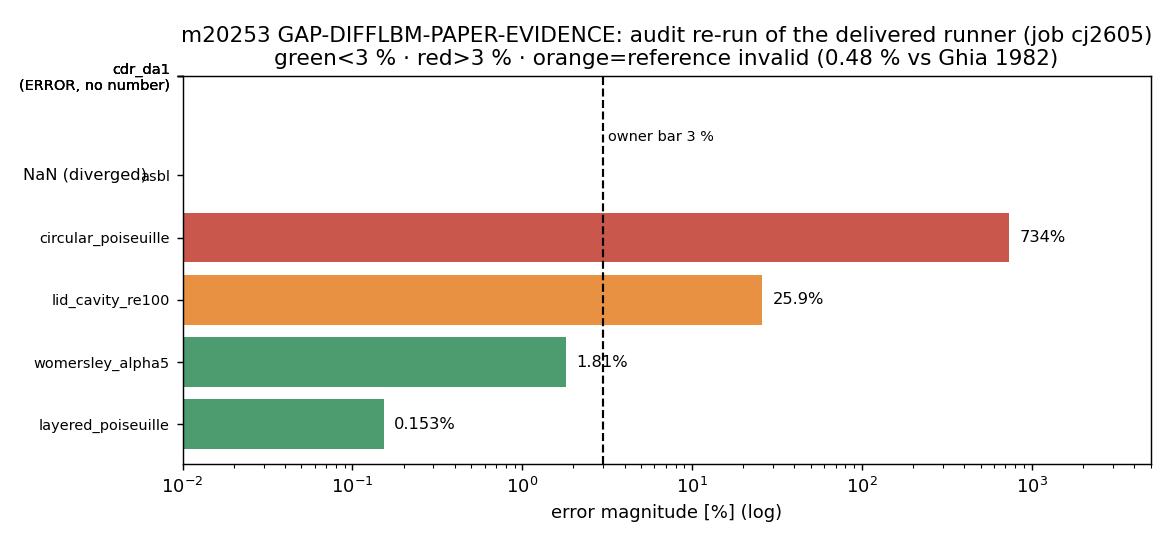 m20253 GAP-DIFFLBM-PAPER-EVIDENCE: audit re-run of the delivered runner (job cj2605)
green<3 % · red>3 % · orange=reference invalid (0.48 % vs Ghia 1982)
cdr_da1
(ERROR, no number)
owner bar 3 %
NaN (diverged)
asbl
circular_poiseuille
734%
lid_cavity_re100
25.9%
womersley_alpha5
1.81%
layered_poiseuille
0.153%
10⁻² 10⁻¹ 10⁰ 10¹ 10² 10³
error magnitude [%] (log)